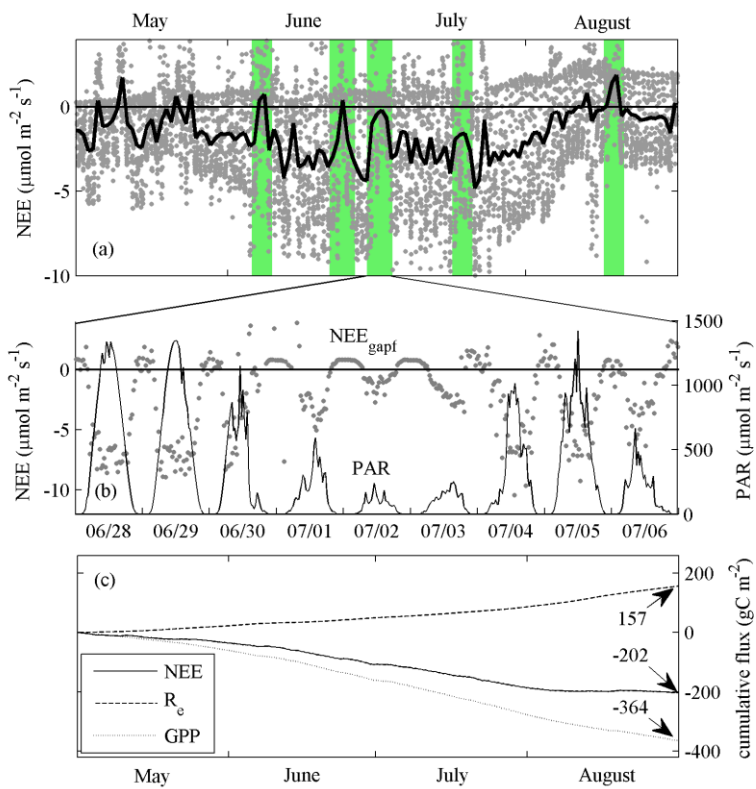 May June July August
0
-5
-10
NEE (μmol m⁻² s⁻¹)
(a)
NEE_gapf
PAR
0
-5
-10
NEE (μmol m⁻² s⁻¹)
(b)
1500
1000
500
0
PAR (μmol m⁻² s⁻¹)
06/28 06/29 06/30 07/01 07/02 07/03 07/04 07/05 07/06
(c)
NEE
R_e
GPP
157
-202
-364
200
0
-200
-400
cumulative flux (gC m⁻²)
May June July August